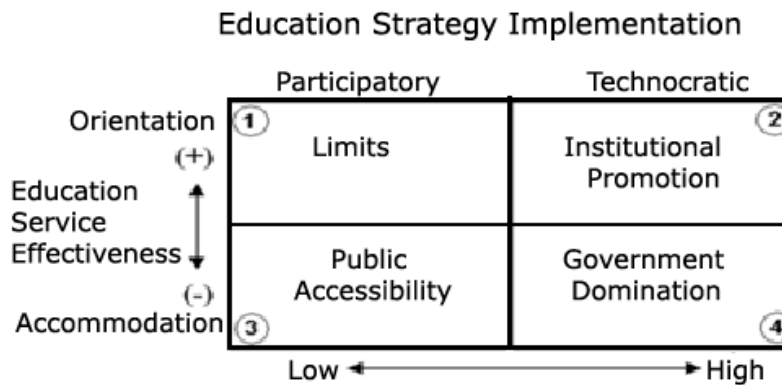 Education Strategy Implementation
Participatory Technocratic
Orientation
(+)
Education
Service
Effectiveness
(-)
Accommodation
1
Limits
2
Institutional
Promotion
3
Public
Accessibility
4
Government
Domination
Low High